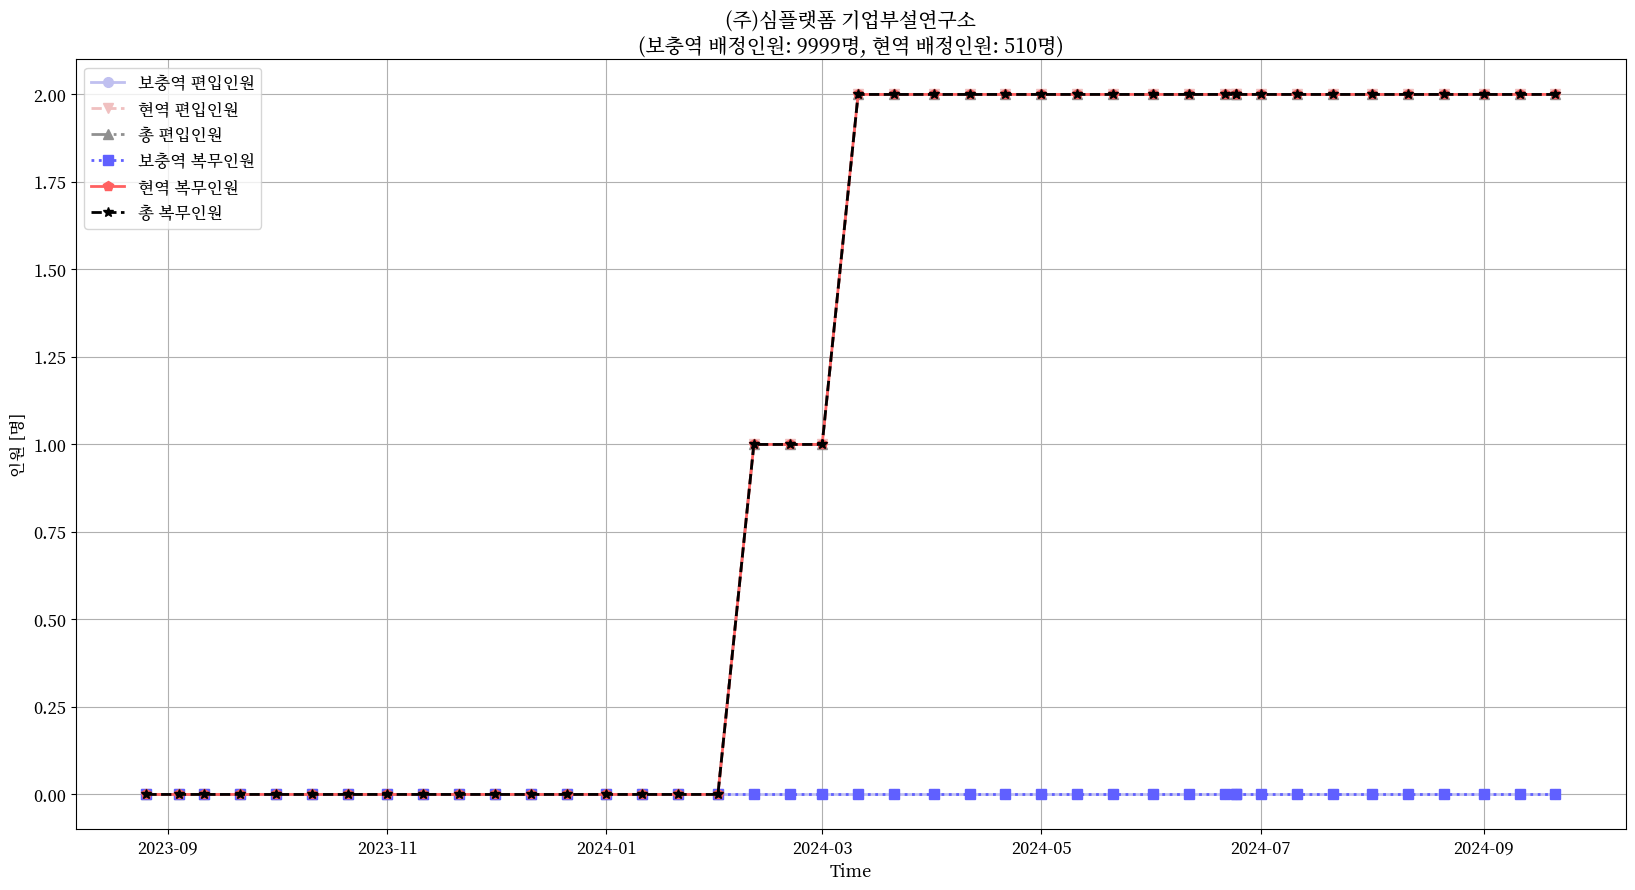 (주)심플랫폼 기업부설연구소
(보충역 배정인원: 9999명, 현역 배정인원: 510명)
보충역 편입인원
현역 편입인원
총 편입인원
보충역 복무인원
현역 복무인원
총 복무인원
2.00
1.75
1.50
1.25
1.00
0.75
0.50
0.25
0.00
인원 [명]
2023-09 2023-11 2024-01 2024-03 2024-05 2024-07 2024-09
Time